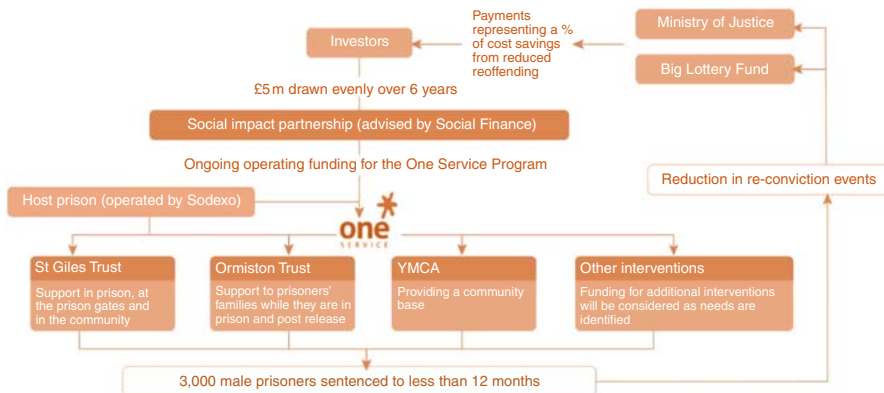 Investors
Payments
representing a %
of cost savings
from reduced
reoffending
Ministry of Justice
Big Lottery Fund
£5 m drawn evenly over 6 years
Social impact partnership (advised by Social Finance)
Ongoing operating funding for the One Service Program
Reduction in re-conviction events
Host prison (operated by Sodexo)
one
SERVICE
St Giles Trust
Support in prison, at
the prison gates and
in the community
Ormiston Trust
Support to prisoners'
families while they are in
prison and post release
YMCA
Providing a community
base
Other interventions
Funding for additional interventions
will be considered as needs are
identified
3,000 male prisoners sentenced to less than 12 months